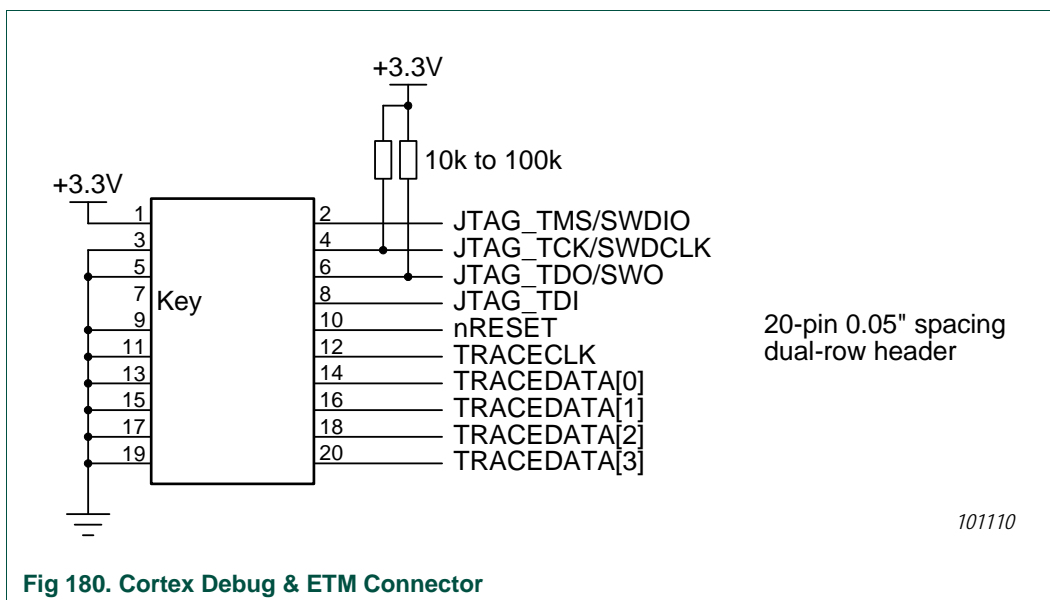 +3.3V
10k to 100k
+3.3V
1
2
JTAG_TMS/SWDIO
3
4
JTAG_TCK/SWDCLK
5
6
JTAG_TDO/SWO
7
Key
8
JTAG_TDI
9
10
nRESET
11
12
TRACECLK
13
14
TRACEDATA[0]
15
16
TRACEDATA[1]
17
18
TRACEDATA[2]
19
20
TRACEDATA[3]
20-pin 0.05" spacing
dual-row header
101110
Fig 180. Cortex Debug & ETM Connector